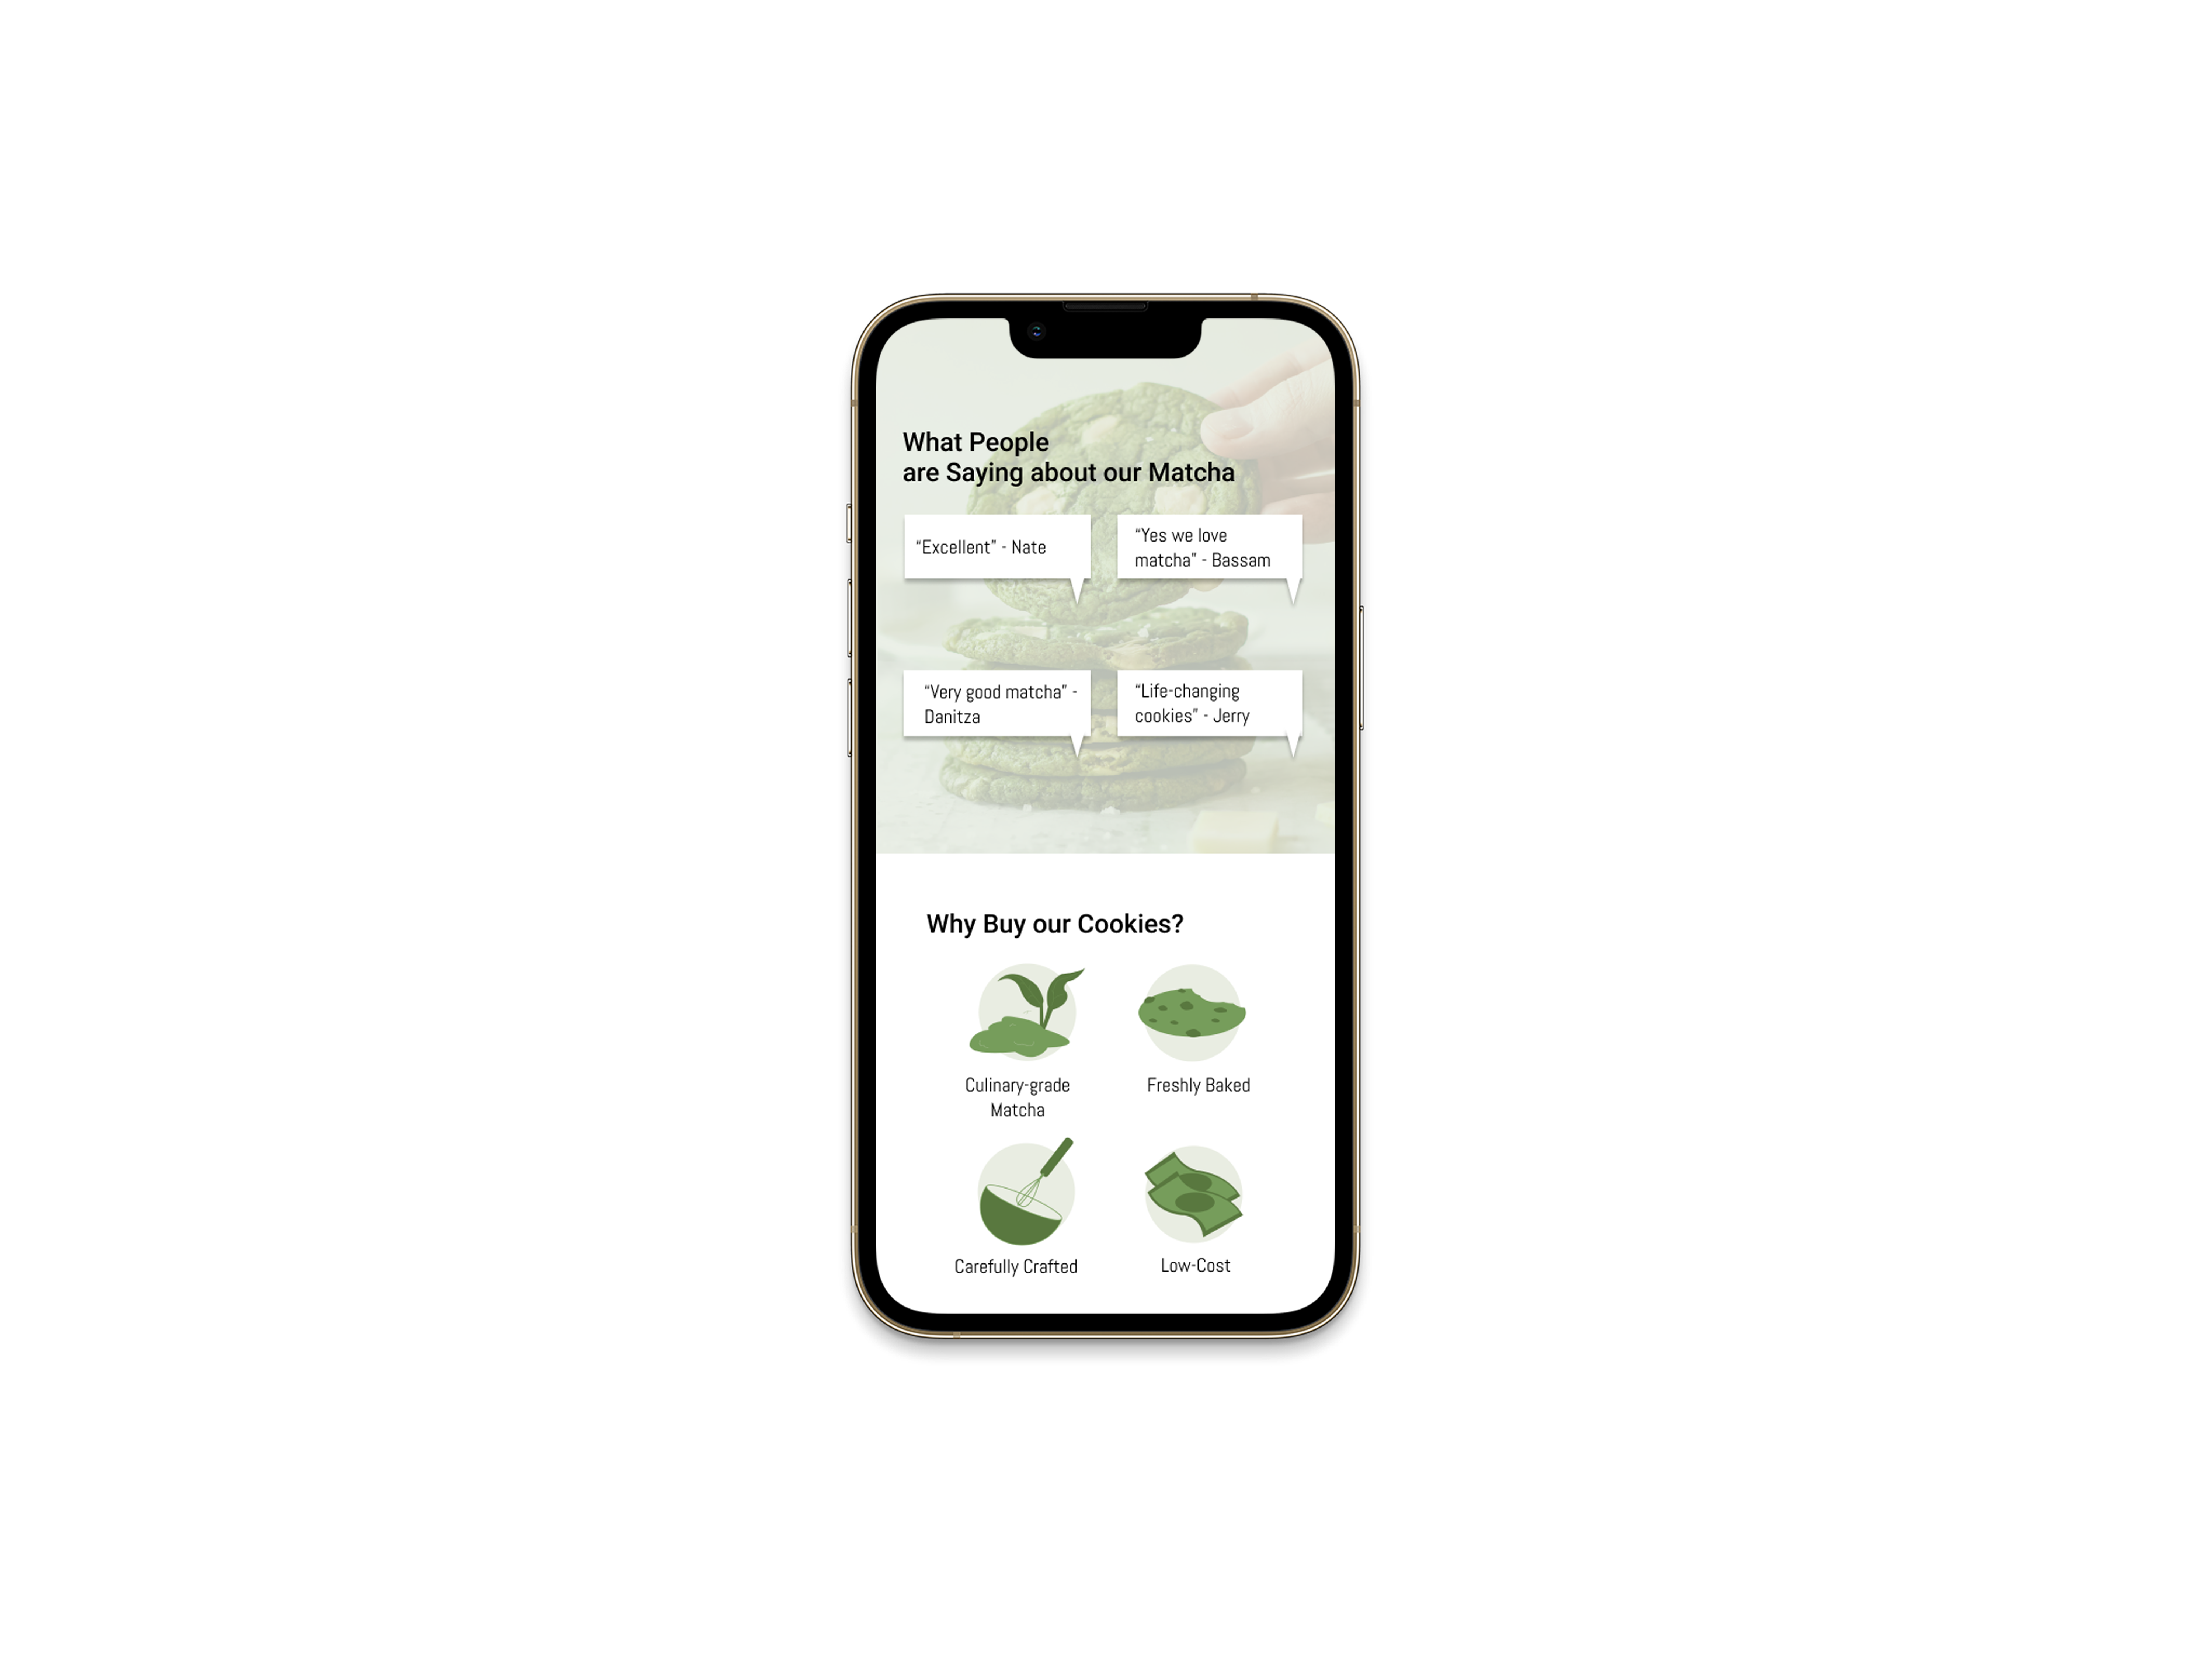 What People
are Saying about our Matcha
“Excellent” - Nate
“Yes we love
matcha” - Bassam
“Very good matcha” -
Danitza
“Life-changing
cookies” - Jerry
Why Buy our Cookies?
Culinary-grade
Matcha
Freshly Baked
Carefully Crafted
Low-Cost